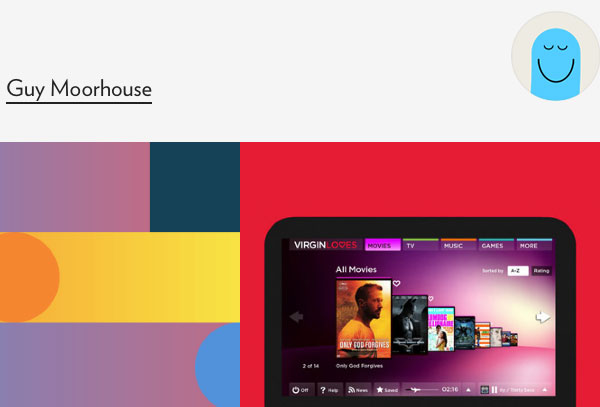 Guy Moorhouse
VIRGIN LOVES MOVIES TV MUSIC GAMES MORE
All Movies
Sorted by A-Z Rating
ONLY GOD FORGIVES
2 of 14
Only God Forgives
Off ? Help News Saved 02:16